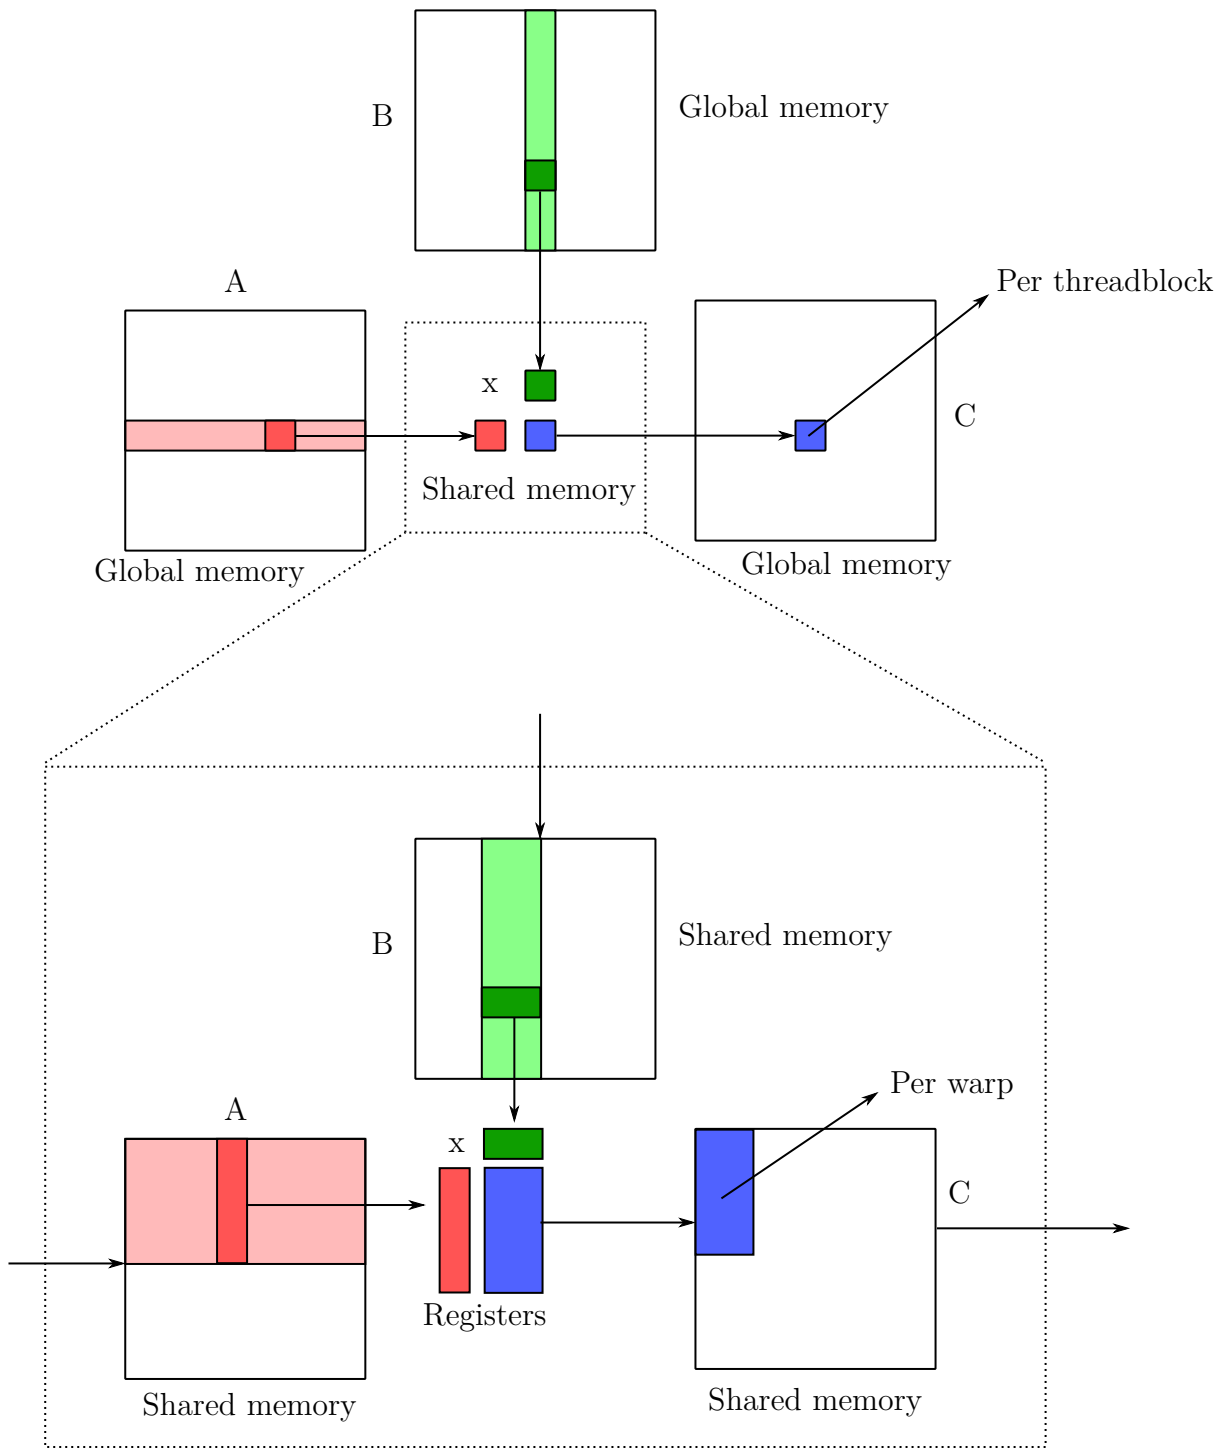 B
Global memory
A
Per threadblock
x
C
Shared memory
Global memory
Global memory
B
Shared memory
Per warp
A
x
C
Registers
Shared memory
Shared memory